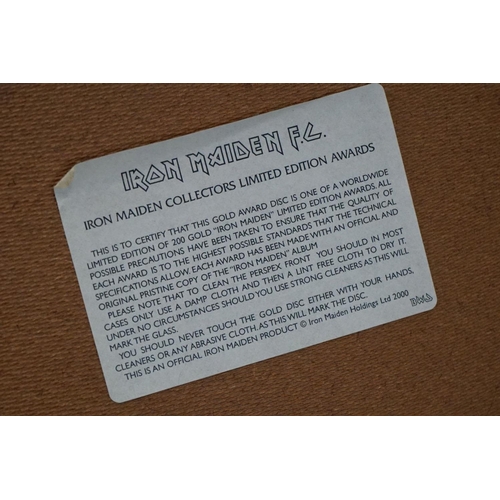 IRON MAIDEN F.C.
IRON MAIDEN COLLECTORS LIMITED EDITION AWARDS
THIS IS TO CERTIFY THAT THIS GOLD AWARD DISC IS ONE OF A WORLDWIDE
LIMITED EDITION OF 200 GOLD "IRON MAIDEN" LIMITED EDITION AWARDS. ALL
POSSIBLE PRECAUTIONS HAVE BEEN TAKEN TO ENSURE THAT THE QUALITY OF
EACH AWARD IS TO THE HIGHEST POSSIBLE STANDARDS THAT THE TECHNICAL
SPECIFICATIONS ALLOW. EACH AWARD HAS BEEN MADE WITH AN OFFICIAL AND
ORIGINAL PRISTINE COPY OF THE "IRON MAIDEN" ALBUM
PLEASE NOTE THAT TO CLEAN THE PERSPEX FRONT YOU SHOULD IN MOST
CASES ONLY USE A DAMP CLOTH AND THEN A LINT FREE CLOTH TO DRY IT.
UNDER NO CIRCUMSTANCES SHOULD YOU USE STRONG CLEANERS AS THIS WILL
MARK THE GLASS.
YOU SHOULD NEVER TOUCH THE GOLD DISC EITHER WITH YOUR HANDS,
CLEANERS OR ANY ABRASIVE CLOTH. AS THIS WILL MARK THE DISC.
THIS IS AN OFFICIAL IRON MAIDEN PRODUCT © Iron Maiden Holdings Ltd 2000